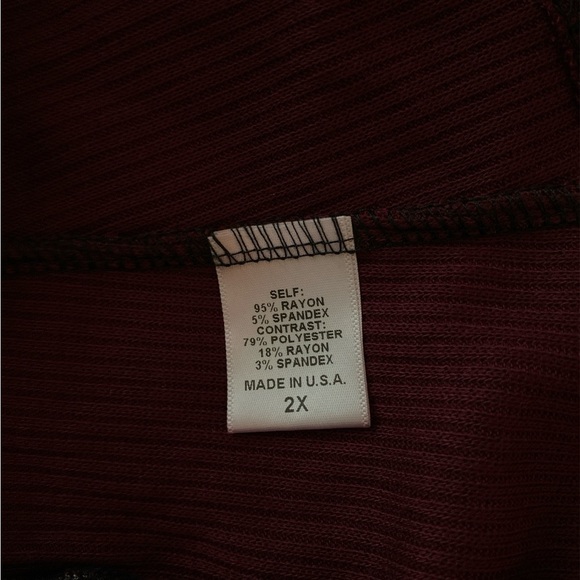 SELF:
95% RAYON
5% SPANDEX
CONTRAST:
79% POLYESTER
18% RAYON
3% SPANDEX
MADE IN U.S.A.
2X